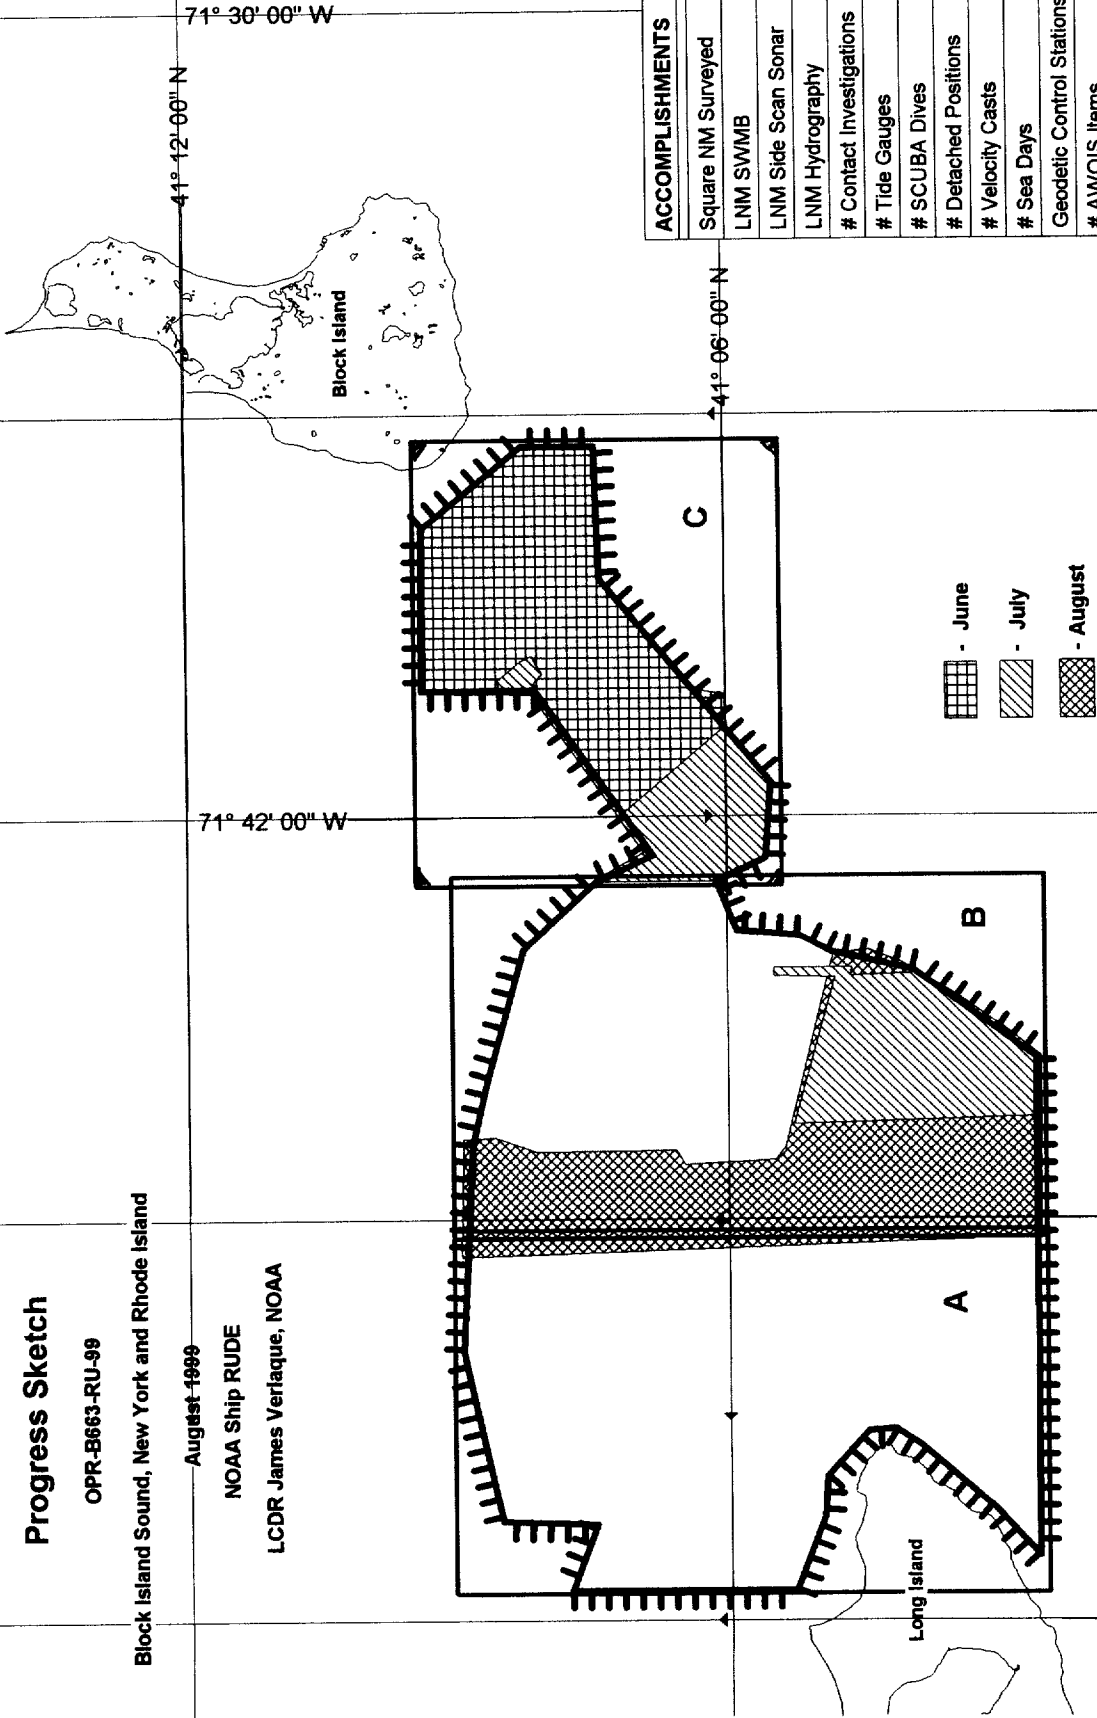 Progress Sketch
OPR-B663-RU-99
Block Island Sound, New York and Rhode Island
August 1999
NOAA Ship RUDE
LCDR James Verlaque, NOAA
71° 30' 00" W
41° 12' 00" N
Block Island
71° 42' 00" W
41° 06' 00" N
C
B
A
Long Island
- June
- July
- August
ACCOMPLISHMENTS
Square NM Surveyed
LNM SWMB
LNM Side Scan Sonar
LNM Hydrography
# Contact Investigations
# Tide Gauges
# SCUBA Dives
# Detached Positions
# Velocity Casts
# Sea Days
Geodetic Control Stations
# AWOIS Items